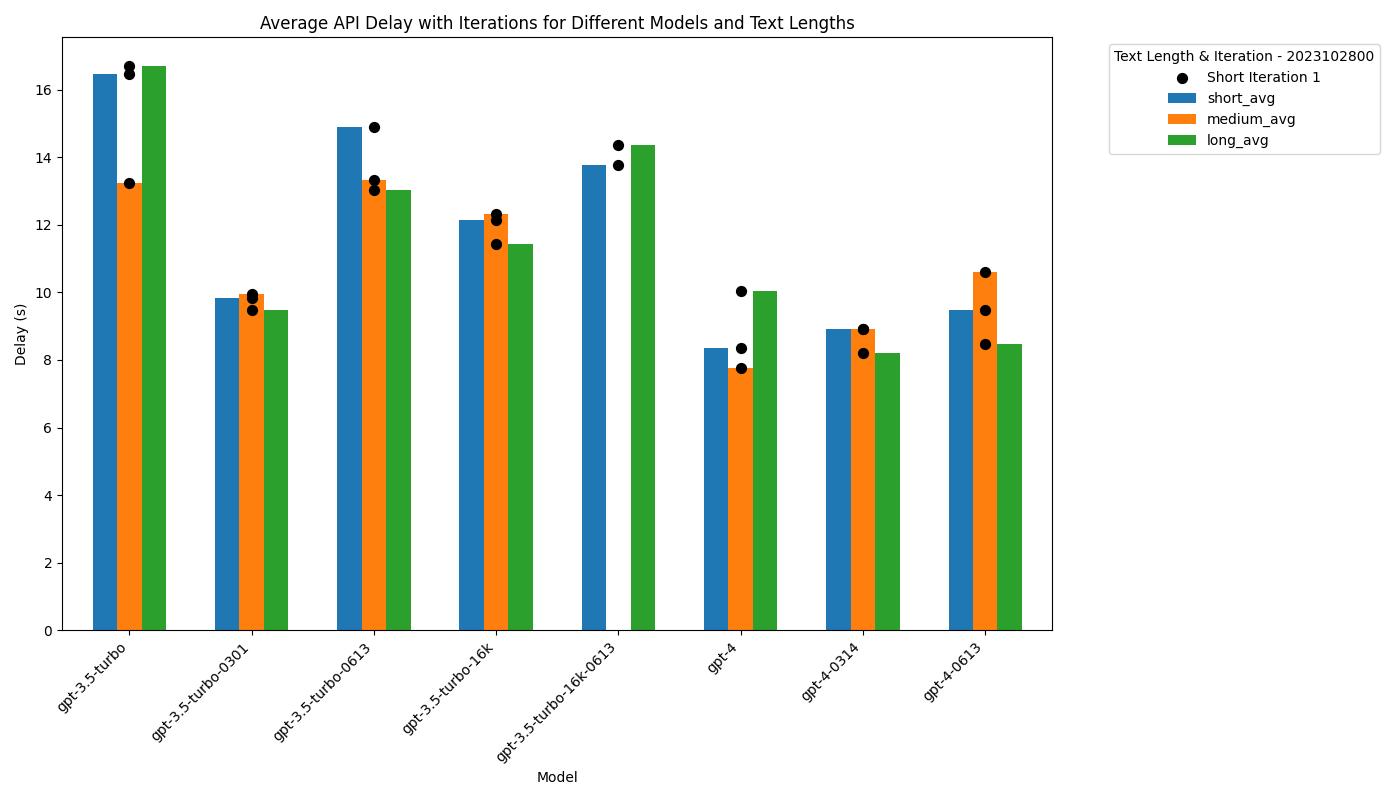 Average API Delay with Iterations for Different Models and Text Lengths
Text Length & Iteration - 2023102800
Short Iteration 1
short_avg
medium_avg
long_avg
Delay (s)
16
14
12
10
8
6
4
2
0
gpt-3.5-turbo
gpt-3.5-turbo-0301
gpt-3.5-turbo-0613
gpt-3.5-turbo-16k
gpt-3.5-turbo-16k-0613
gpt-4
gpt-4-0314
gpt-4-0613
Model